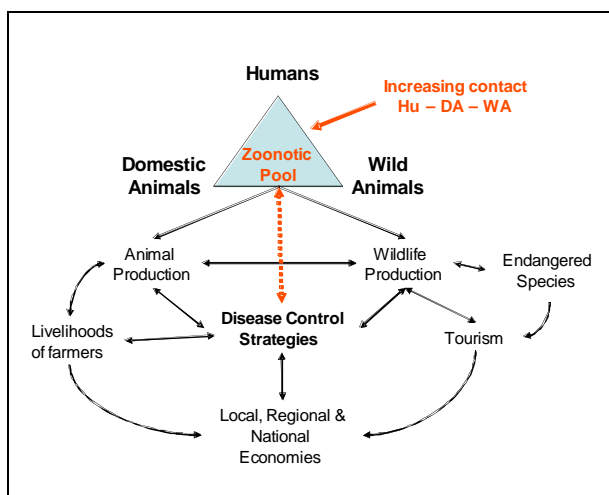 Humans
Increasing contact
Hu – DA – WA
Domestic
Animals
Zoonotic
Pool
Wild
Animals
Animal
Production
Wildlife
Production
Endangered
Species
Livelihoods
of farmers
Disease Control
Strategies
Tourism
Local, Regional &
National
Economies